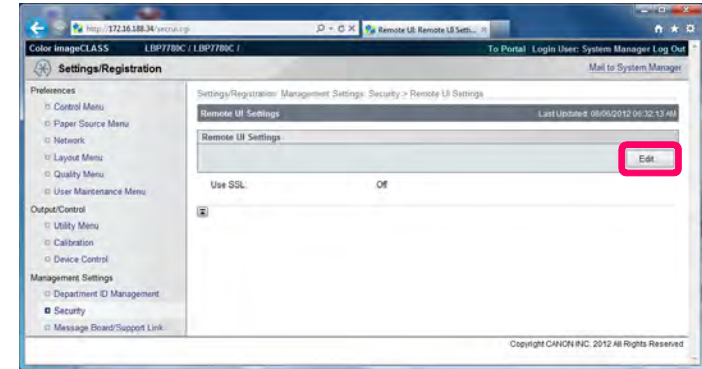 http://172.16.188.34/
Remote UI: Remote UI Setti...
Color imageCLASS LBP7780C / LBP7780C /
To Portal Login User: System Manager Log Out
Settings/Registration
Mail to System Manager
Preferences
Control Menu
Paper Source Menu
Network
Layout Menu
Quality Menu
User Maintenance Menu
Output/Control
Utility Menu
Calibration
Device Control
Management Settings
Department ID Management
Security
Message Board/Support Link
Settings/Registration: Management Settings: Security > Remote UI Settings
Remote UI Settings
Last Updated: 08/06/2012 06:32:13 AM
Remote UI Settings
Edit...
Use SSL: Off
Copyright CANON INC. 2012 All Rights Reserved